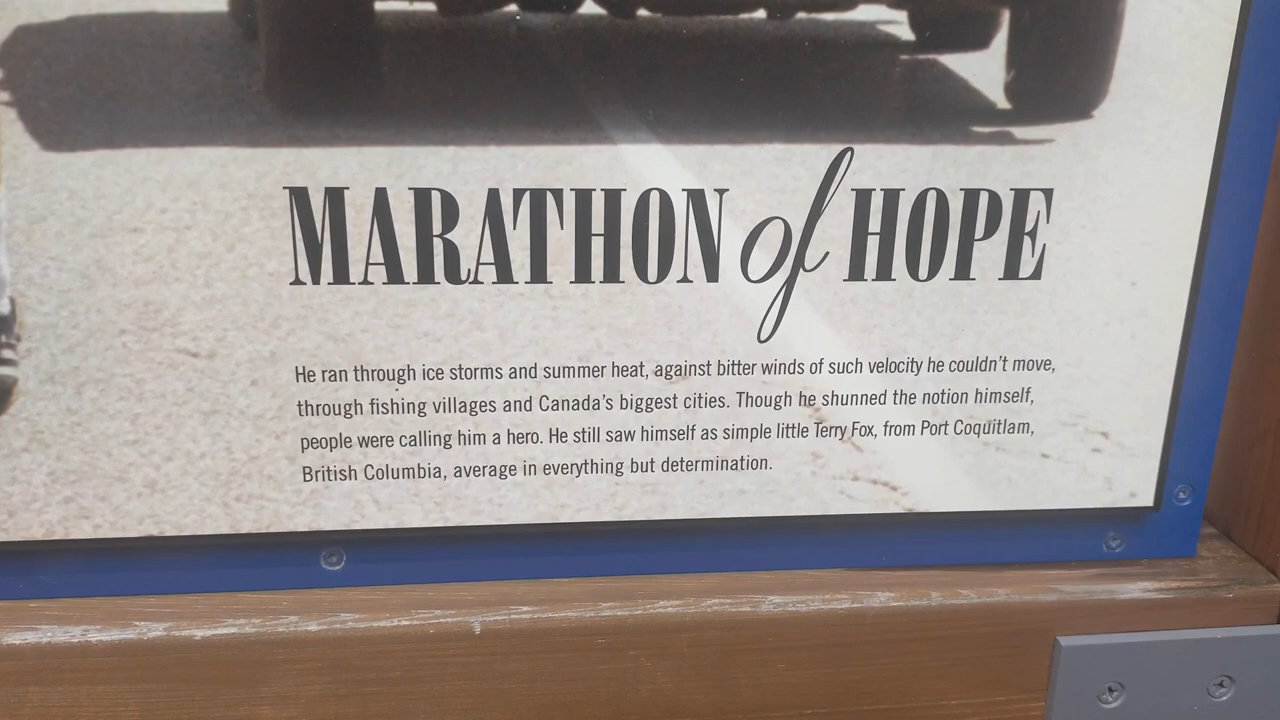 MARATHON of HOPE
He ran through ice storms and summer heat, against bitter winds of such velocity he couldn't move,
through fishing villages and Canada's biggest cities. Though he shunned the notion himself,
people were calling him a hero. He still saw himself as simple little Terry Fox, from Port Coquitlam,
British Columbia, average in everything but determination.